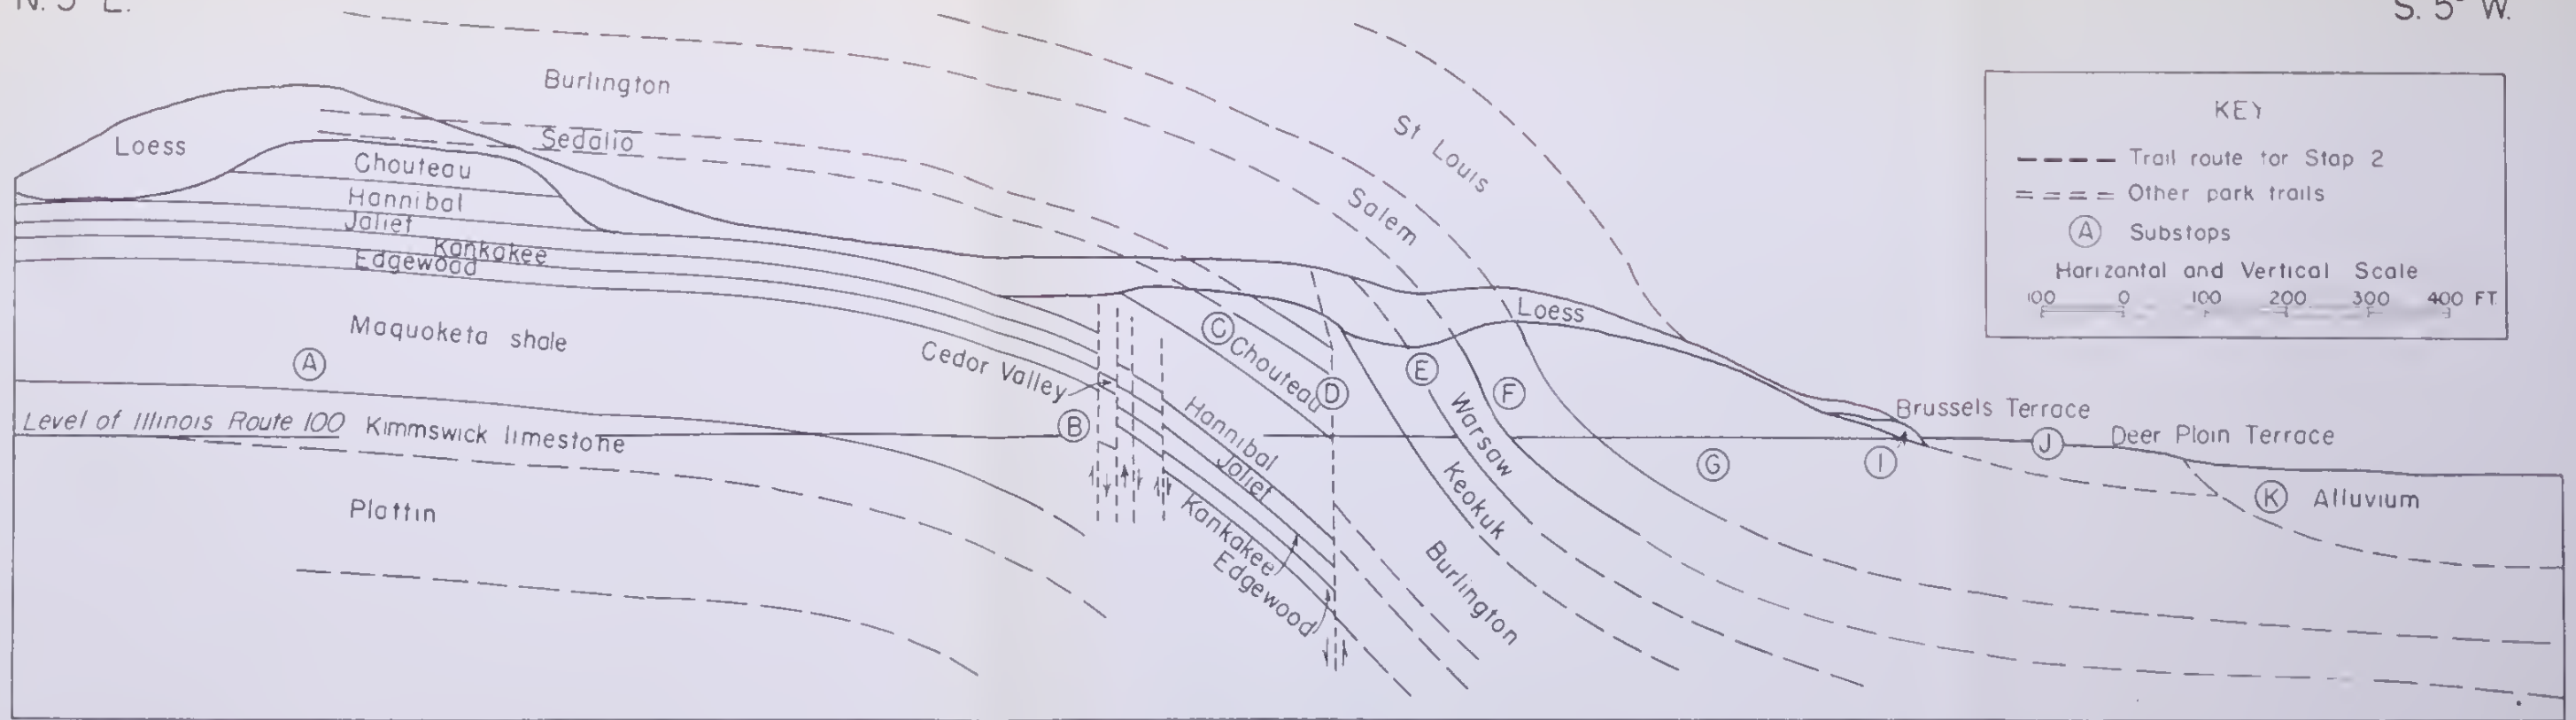 N. 5° E.
S. 5° W.
Burlington
Loess
Sedalia
Chouteau
Hannibal
Joliet
Kankakee
Edgewood
Maquoketa shale
A
Level of Illinois Route 100
Kimmswick limestone
Plattin
St Louis
Salem
Cedar Valley
B
C
Chouteau
D
E
F
Loess
Warsaw
Keokuk
Hannibal
Joliet
Kankakee
Edgewood
Burlington
G
I
Brussels Terrace
J
Deer Plain Terrace
K
Alluvium
KEY
Trail route for Stop 2
Other park trails
A Substops
Horizontal and Vertical Scale
100 0 100 200 300 400 FT.